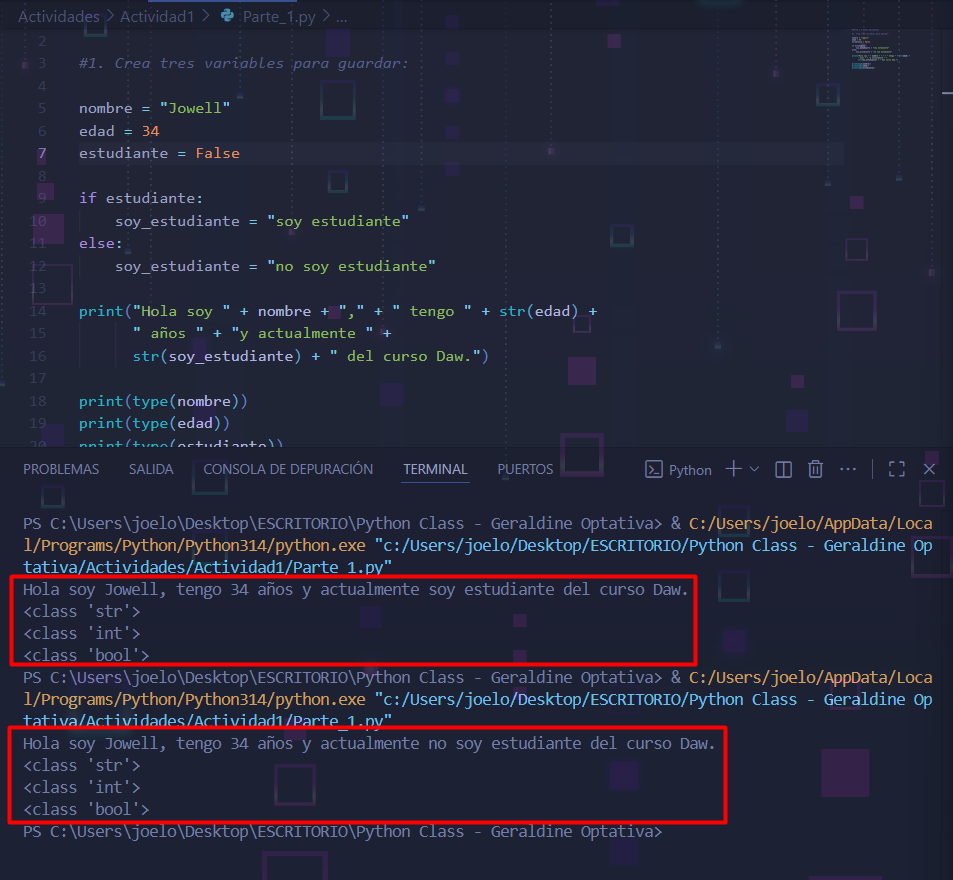 Actividades > Actividad1 > Parte_1.py > ...
2
3 #1. Crea tres variables para guardar:
4
5 nombre = "Jowell"
6 edad = 34
7 estudiante = False
8
9 if estudiante:
10 soy_estudiante = "soy estudiante"
11 else:
12 soy_estudiante = "no soy estudiante"
13
14 print("Hola soy " + nombre + "," + " tengo " + str(edad) +
15 " años " + "y actualmente " +
16 str(soy_estudiante) + " del curso Daw.")
17
18 print(type(nombre))
19 print(type(edad))
20 print(type(estudiante))
PROBLEMAS SALIDA CONSOLA DE DEPURACIÓN TERMINAL PUERTOS Python
PS C:\Users\joelo\Desktop\ESCRITORIO\Python Class - Geraldine Optativa> & C:/Users/joelo/AppData/Loca
l/Programs/Python/Python314/python.exe "c:/Users/joelo/Desktop/ESCRITORIO/Python Class - Geraldine Op
tativa/Actividades/Actividad1/Parte_1.py"
Hola soy Jowell, tengo 34 años y actualmente soy estudiante del curso Daw.
<class 'str'>
<class 'int'>
<class 'bool'>
PS C:\Users\joelo\Desktop\ESCRITORIO\Python Class - Geraldine Optativa> & C:/Users/joelo/AppData/Loca
l/Programs/Python/Python314/python.exe "c:/Users/joelo/Desktop/ESCRITORIO/Python Class - Geraldine Op
tativa/Actividades/Actividad1/Parte_1.py"
Hola soy Jowell, tengo 34 años y actualmente no soy estudiante del curso Daw.
<class 'str'>
<class 'int'>
<class 'bool'>
PS C:\Users\joelo\Desktop\ESCRITORIO\Python Class - Geraldine Optativa>